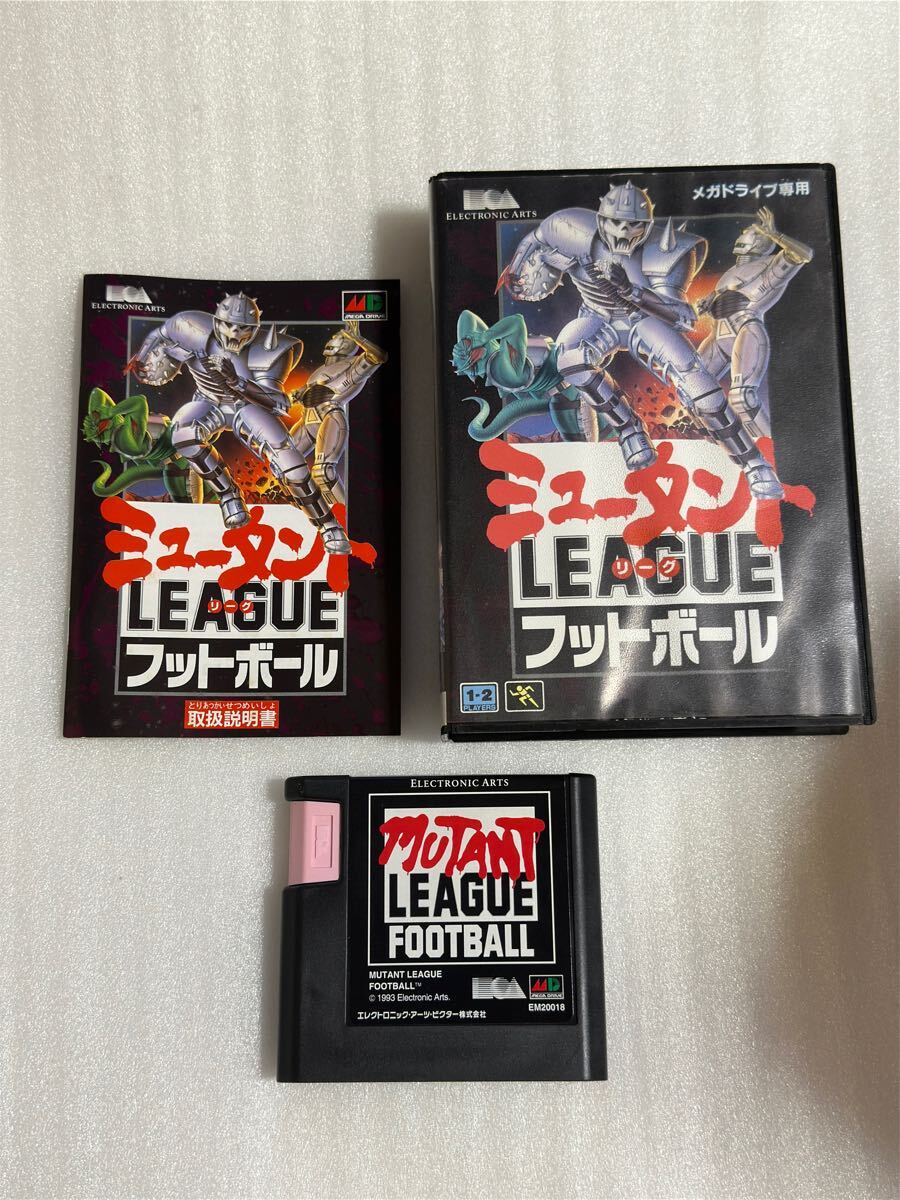 ELECTRONIC ARTS
MEGA DRIVE
ミュータント
LEAGUE
リーグ
フットボール
とりあつかいせつめいしょ
取扱説明書
ELECTRONIC ARTS
メガドライブ専用
ミュータント
LEAGUE
リーグ
フットボール
1-2
PLAYERS
ELECTRONIC ARTS
MUTANT
LEAGUE
FOOTBALL
MUTANT LEAGUE
FOOTBALL™
© 1993 Electronic Arts.
MEGA DRIVE
EM20018
エレクトロニック・アーツ・ビクター株式会社